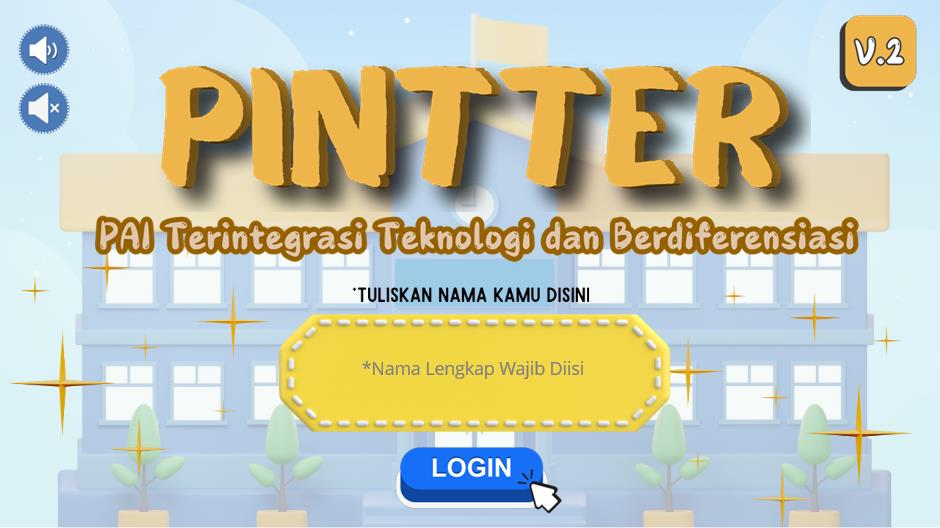 V.2
PINTTER
PAI Terintegrasi Teknologi dan Berdiferensiasi
*TULISKAN NAMA KAMU DISINI
*Nama Lengkap Wajib Diisi
LOGIN